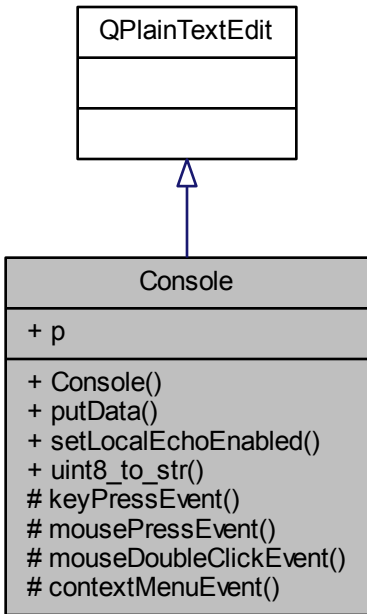 QPlainTextEdit
Console
+ p
+ Console()
+ putData()
+ setLocalEchoEnabled()
+ uint8_to_str()
# keyPressEvent()
# mousePressEvent()
# mouseDoubleClickEvent()
# contextMenuEvent()